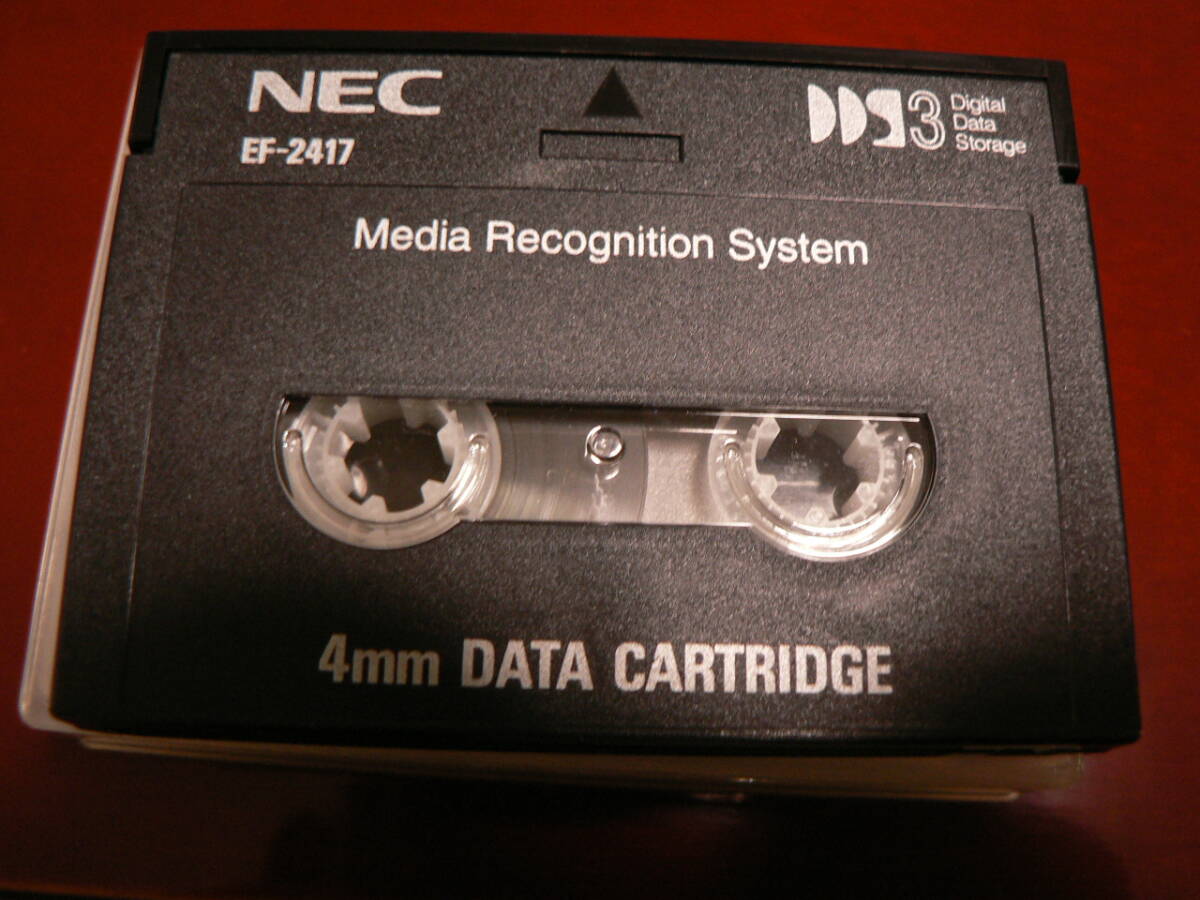 NEC
EF-2417
DDS3
Digital
Data
Storage
Media Recognition System
4mm DATA CARTRIDGE